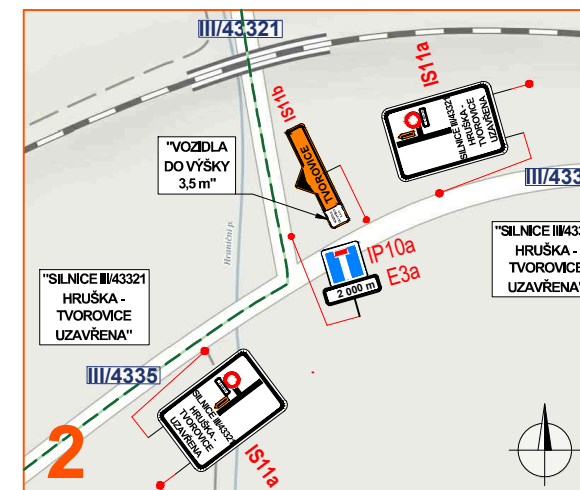 III/43321
IS11b
IS11a
"VOZIDLA
DO VÝŠKY
3,5 m"
TVOROVICE
SILNICE III/4332
HRUŠKA -
TVOROVICE
UZAVŘENA
III/433
Hraniční p.
IP10a
E3a
2 000 m
"SILNICE III/433
HRUŠKA -
TVOROVICE
UZAVŘENA"
"SILNICE III/43321
HRUŠKA -
TVOROVICE
UZAVŘENA"
III/4335
SILNICE III/4332
HRUŠKA -
TVOROVICE
UZAVŘENA
IS11a
2